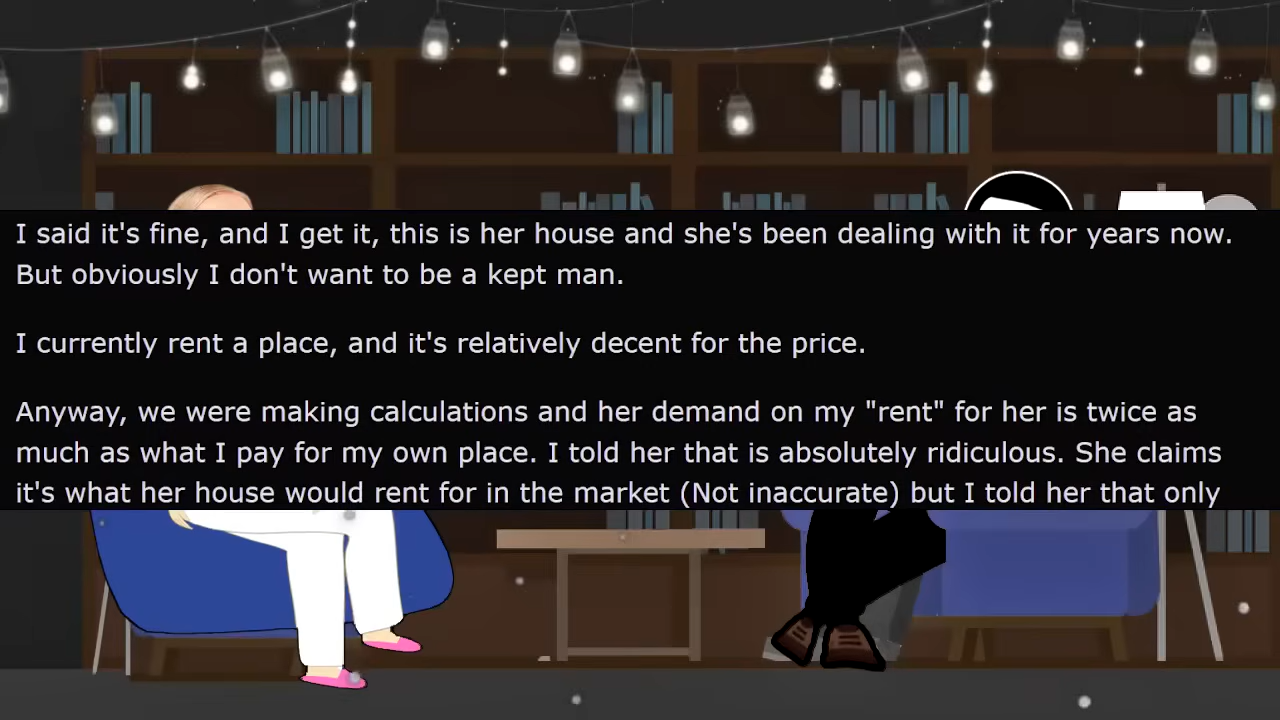 I said it's fine, and I get it, this is her house and she's been dealing with it for years now.
But obviously I don't want to be a kept man.
I currently rent a place, and it's relatively decent for the price.
Anyway, we were making calculations and her demand on my "rent" for her is twice as
much as what I pay for my own place. I told her that is absolutely ridiculous. She claims
it's what her house would rent for in the market (Not inaccurate) but I told her that only